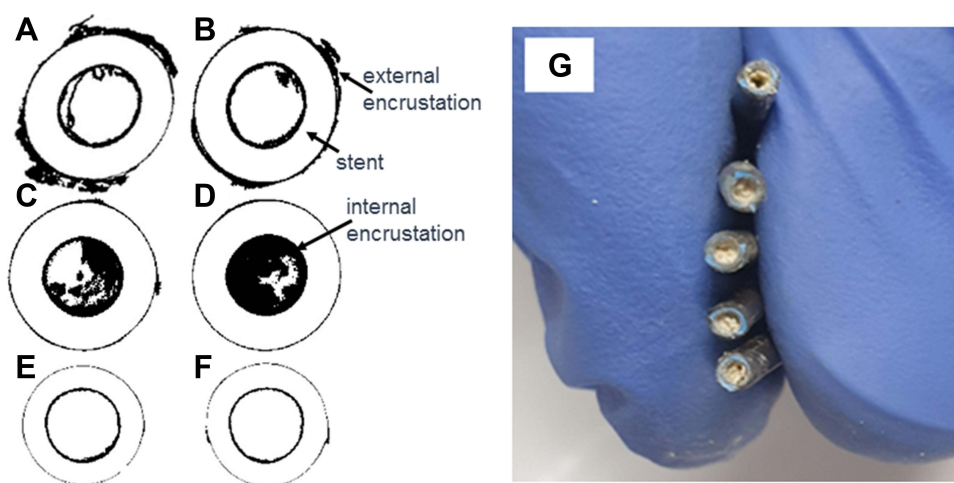 A
B
external
encrustation
stent
C
D
internal
encrustation
E
F
G